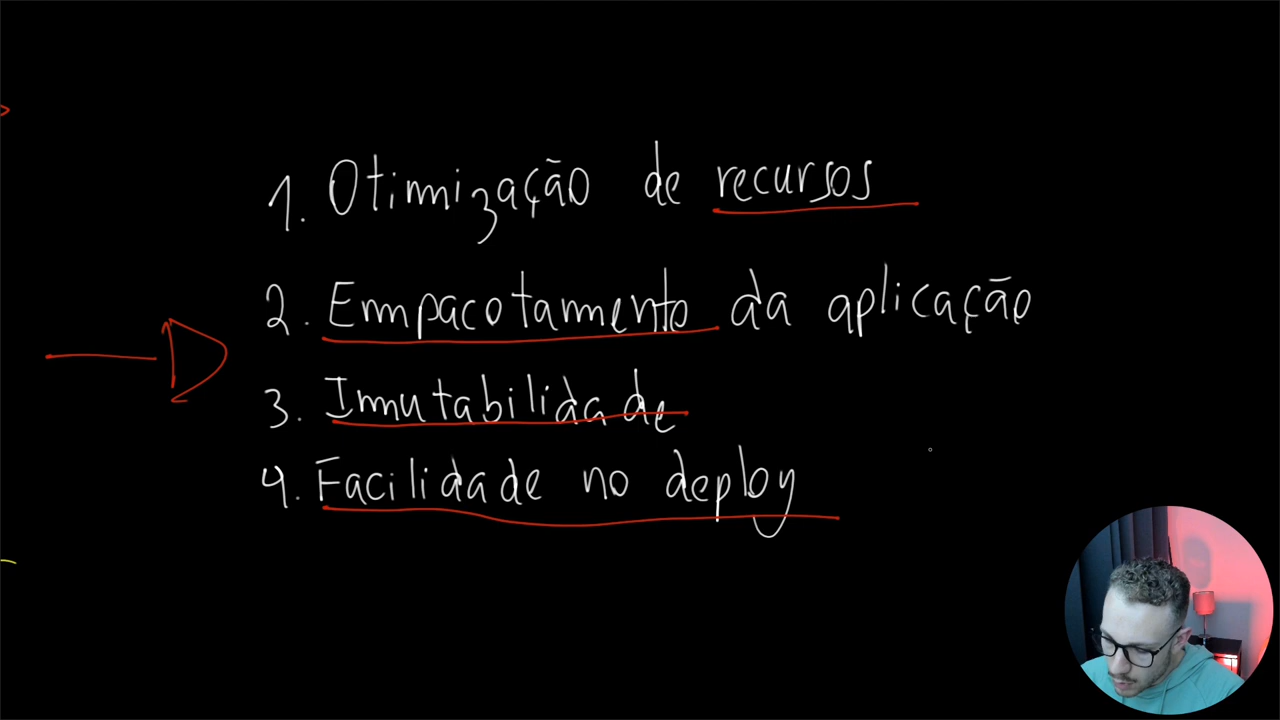 1. Otimização de recursos
2. Empacotamento da aplicação
3. Imutabilidade
4. Facilidade no deploy